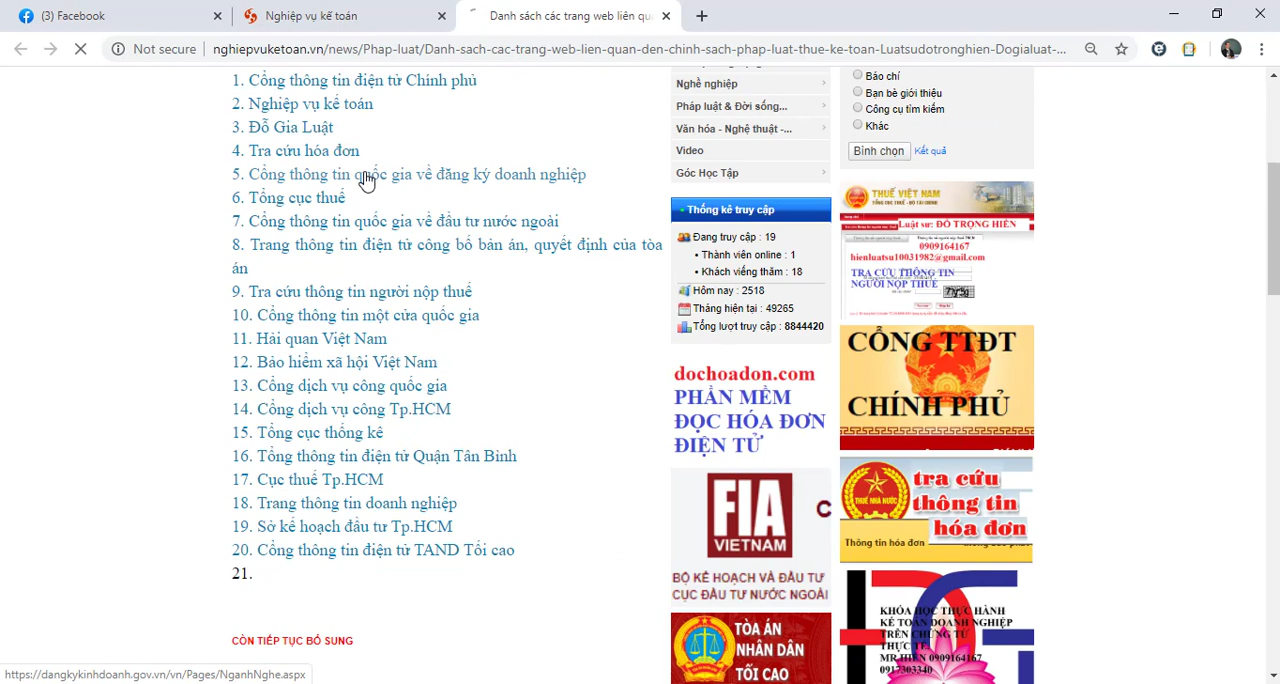 (3) Facebook
Nghiệp vụ kế toán
Danh sách các trang web liên qua
Not secure
nghiepvuketoan.vn/news/Phap-luat/Danh-sach-cac-trang-web-lien-quan-den-chinh-sach-phap-luat-thue-ke-toan-Luatsudotronghien-Dogialuat-...
1. Cổng thông tin điện tử Chính phủ
2. Nghiệp vụ kế toán
3. Đỗ Gia Luật
4. Tra cứu hóa đơn
5. Cổng thông tin quốc gia về đăng ký doanh nghiệp
6. Tổng cục thuế
7. Cổng thông tin quốc gia về đầu tư nước ngoài
8. Trang thông tin điện tử công bố bản án, quyết định của tòa
án
9. Tra cứu thông tin người nộp thuế
10. Cổng thông tin một cửa quốc gia
11. Hải quan Việt Nam
12. Bảo hiểm xã hội Việt Nam
13. Cổng dịch vụ công quốc gia
14. Cổng dịch vụ công Tp.HCM
15. Tổng cục thống kê
16. Tổng thông tin điện tử Quận Tân Bình
17. Cục thuế Tp.HCM
18. Trang thông tin doanh nghiệp
19. Sở kế hoạch đầu tư Tp.HCM
20. Cổng thông tin điện tử TAND Tối cao
21.
CÒN TIẾP TỤC BỔ SUNG
https://dangkykinhdoanh.gov.vn/vn/Pages/NganhNghe.aspx
Nghề nghiệp
Pháp luật & Đời sống...
Văn hóa - Nghệ thuật -...
Video
Góc Học Tập
Thống kê truy cập
Đang truy cập : 19
• Thành viên online : 1
• Khách viếng thăm : 18
Hôm nay : 2518
Tháng hiện tại : 49265
Tổng lượt truy cập : 8844420
dochoadon.com
PHẦN MỀM
ĐỌC HÓA ĐƠN
ĐIỆN TỬ
FIA
VIETNAM
C
BỘ KẾ HOẠCH VÀ ĐẦU TƯ
CỤC ĐẦU TƯ NƯỚC NGOÀI
TÒA ÁN
NHÂN DÂN
TỐI CAO
Báo chí
Bạn bè giới thiệu
Công cụ tìm kiếm
Khác
Bình chọn
Kết quả
THUẾ VIỆT NAM
TỔNG CỤC THUẾ - BỘ TÀI CHÍNH
Luật sư: ĐỖ TRỌNG HIỀN
0909164167
hienluatsu10031982@gmail.com
TRA CỨU THÔNG TIN
NGƯỜI NỘP THUẾ
CỔNG TTĐT
CHÍNH PHỦ
THUẾ NHÀ NƯỚC
tra cứu
thông tin
hóa đơn
Thông tin hóa đơn
KHÓA HỌC THỰC HÀNH
KẾ TOÁN DOANH NGHIỆP
TRÊN CHỨNG TỪ
THỰC TẾ
MR HIỀN 0909164167
0917303340